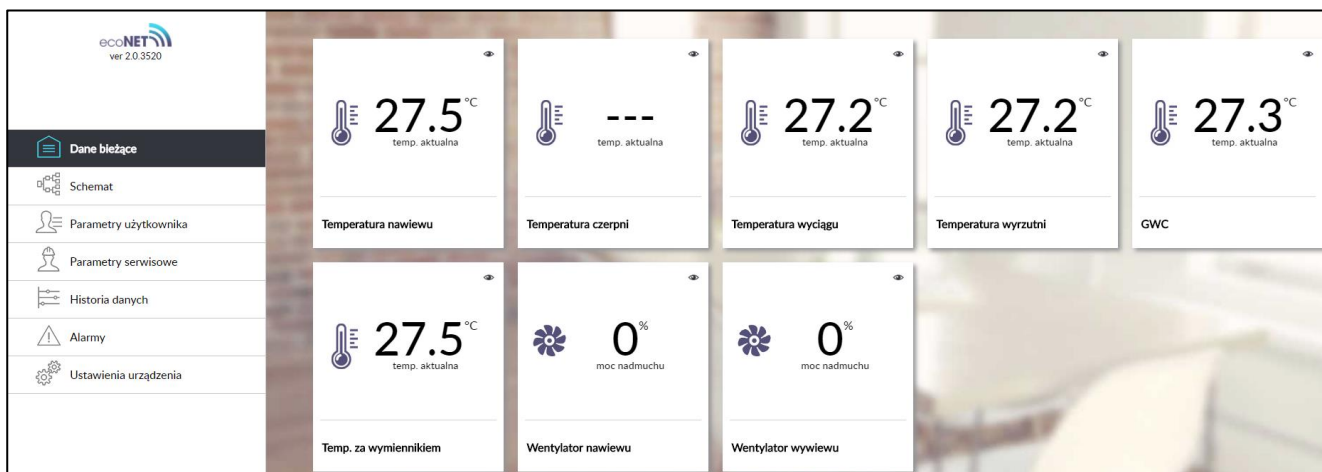 ecoNET
ver 2.0.3520
Dane bieżące
Schemat
Parametry użytkownika
Parametry serwisowe
Historia danych
Alarmy
Ustawienia urządzenia
27.5 °C
temp. aktualna
Temperatura nawiewu
--- 
temp. aktualna
Temperatura czerpni
27.2 °C
temp. aktualna
Temperatura wyciągu
27.2 °C
temp. aktualna
Temperatura wyrzutni
27.3 °C
temp. aktualna
GWC
27.5 °C
temp. aktualna
Temp. za wymiennikiem
0 %
moc nadmuchu
Wentylator nawiewu
0 %
moc nadmuchu
Wentylator wywiewu